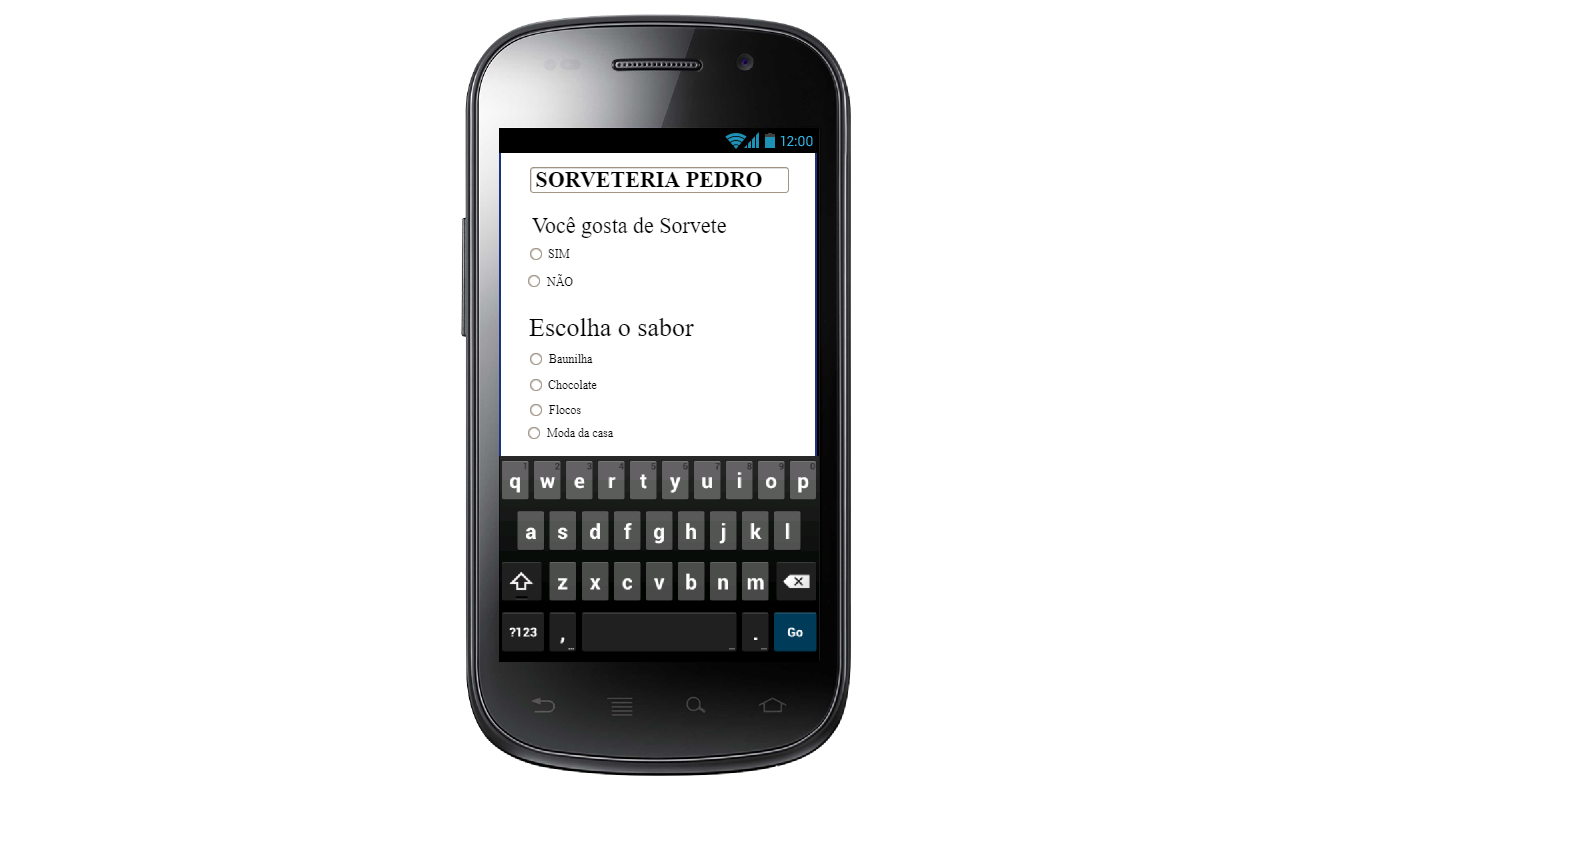 12:00
SORVETERIA PEDRO
Você gosta de Sorvete
SIM
NÃO
Escolha o sabor
Baunilha
Chocolate
Flocos
Moda da casa
1 2 3 4 5 6 7 8 9 0
q w e r t y u i o p
a s d f g h j k l
z x c v b n m
?123 , ... ... . ... Go